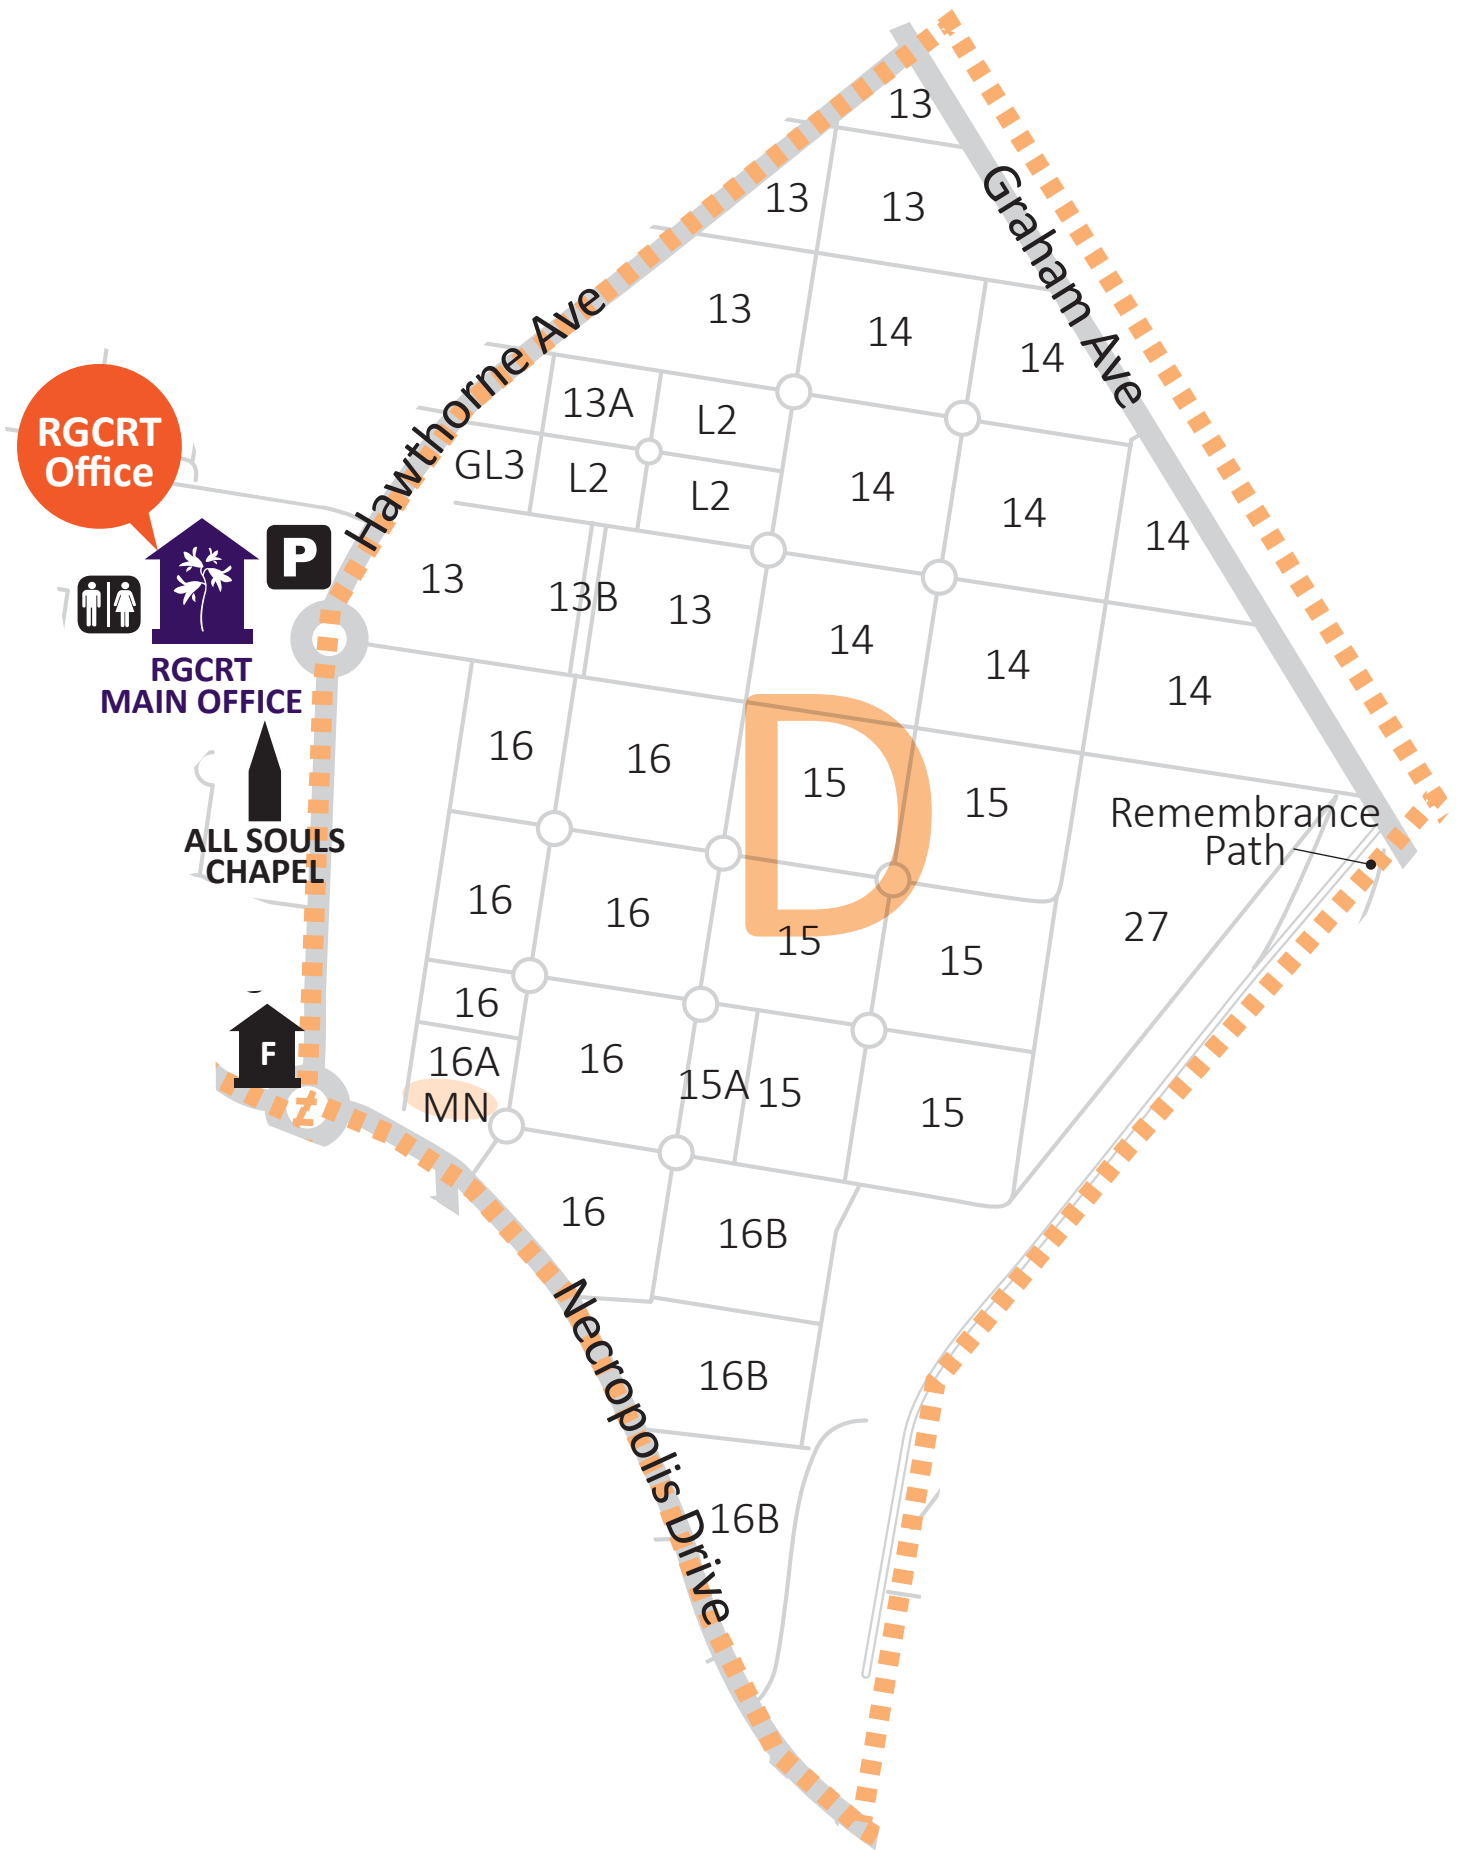 13
13
13
Graham Ave
13
14
14
Hawthorne Ave
13A
L2
RGCRT
Office
GL3
L2
L2
14
14
14
P
13
13B
13
14
14
14
RGCRT
MAIN OFFICE
16
16
D
15
15
Remembrance
Path
ALL SOULS
CHAPEL
16
16
15
15
27
16
F
16A
MN
16
15A
15
15
16
16B
Necropolis Drive
16B
16B